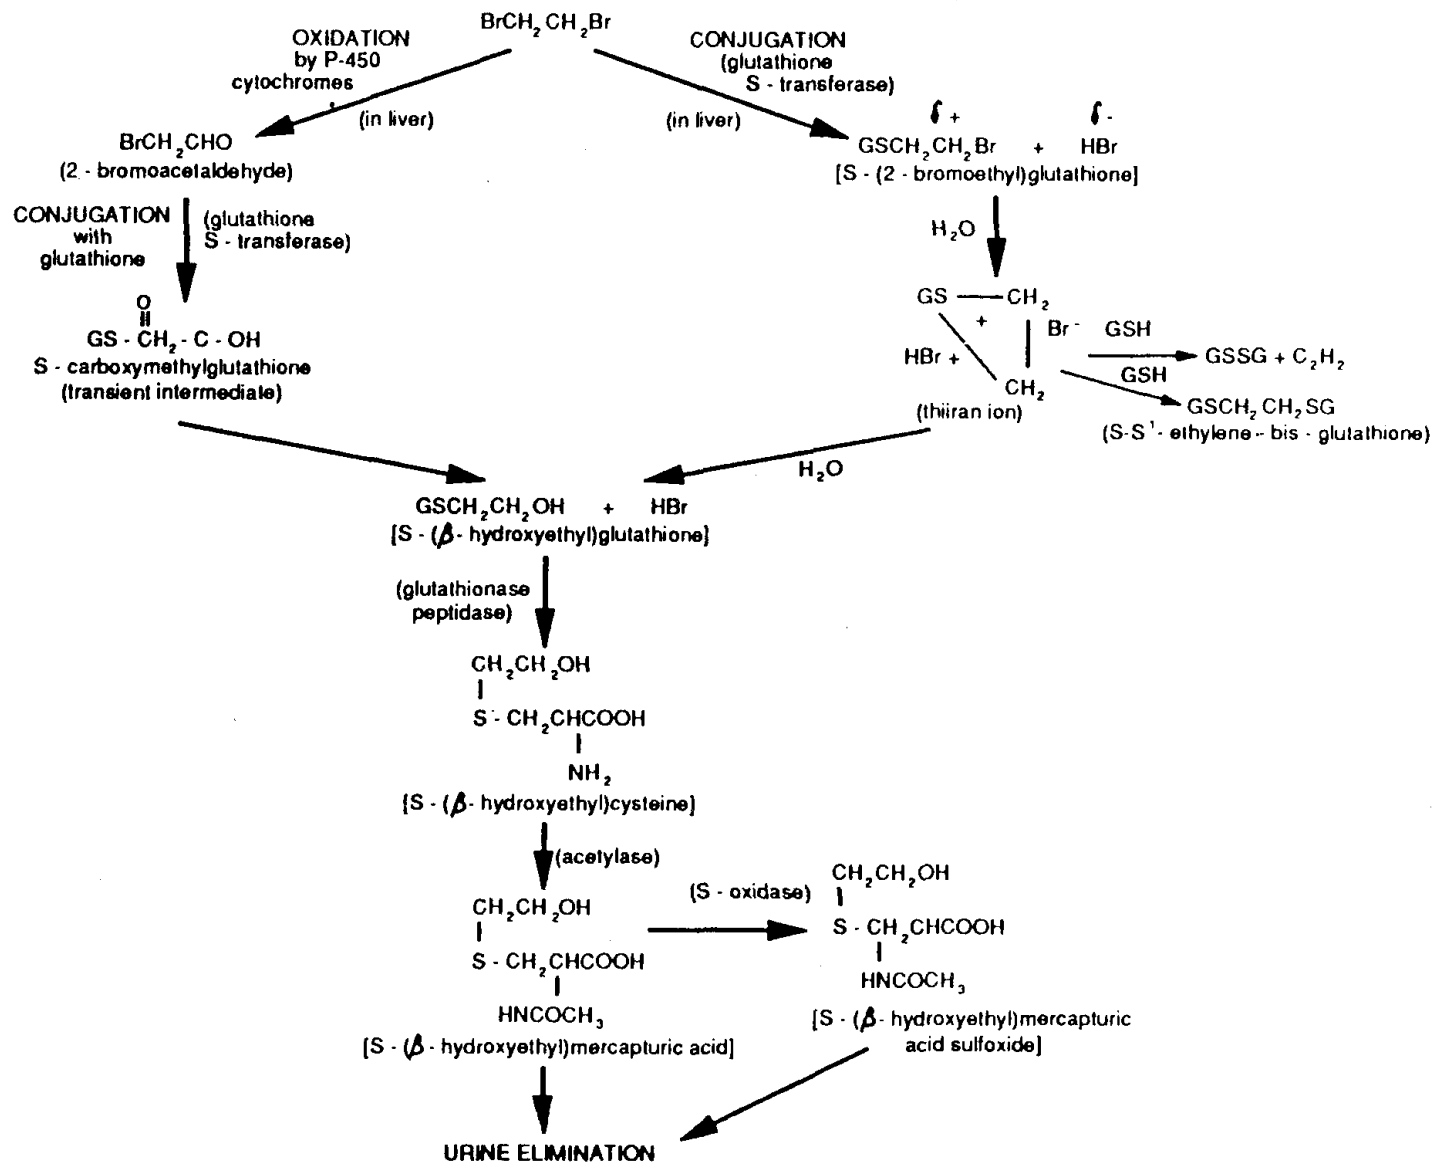 BrCH2CH2Br
OXIDATION
by P-450
cytochromes
(in liver)
CONJUGATION
(glutathione
S - transferase)
(in liver)
BrCH2CHO
(2 - bromoacetaldehyde)
δ + δ -
GSCH2CH2Br + HBr
[S - (2 - bromoethyl)glutathione]
CONJUGATION
with
glutathione
(glutathione
S - transferase)
H2O
O
GS - CH2 - C - OH
S - carboxymethylglutathione
(transient intermediate)
GS CH2
+
Br -
HBr +
CH2
(thiiran ion)
GSH
GSSG + C2H2
GSH
GSCH2CH2SG
(S-S1 - ethylene - bis - glutathione)
H2O
GSCH2CH2OH + HBr
[S - (β - hydroxyethyl)glutathione]
(glutathionase
peptidase)
CH2CH2OH
S - CH2CHCOOH
NH2
[S - (β - hydroxyethyl)cysteine]
(acetylase)
CH2CH2OH
S - CH2CHCOOH
HNCOCH3
[S - (β - hydroxyethyl)mercapturic acid]
(S - oxidase)
CH2CH2OH
S - CH2CHCOOH
HNCOCH3
[S - (β - hydroxyethyl)mercapturic
acid sulfoxide]
URINE ELIMINATION